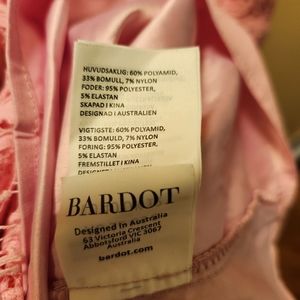 HUVUDSAKLIG: 60% POLYAMID,
33% BOMULL, 7% NYLON
FODER: 95% POLYESTER,
5% ELASTAN
SKAPAD I KINA
DESIGNAD I AUSTRALIEN
VIGTIGSTE: 60% POLYAMID,
33% BOMULD, 7% NYLON
FORING: 95% POLYESTER,
5% ELASTAN
FREMSTILLET I KINA
BARDOT
Designed in Australia
63 Victoria Crescent
Abbotsford VIC 3067
Australia
bardot.com